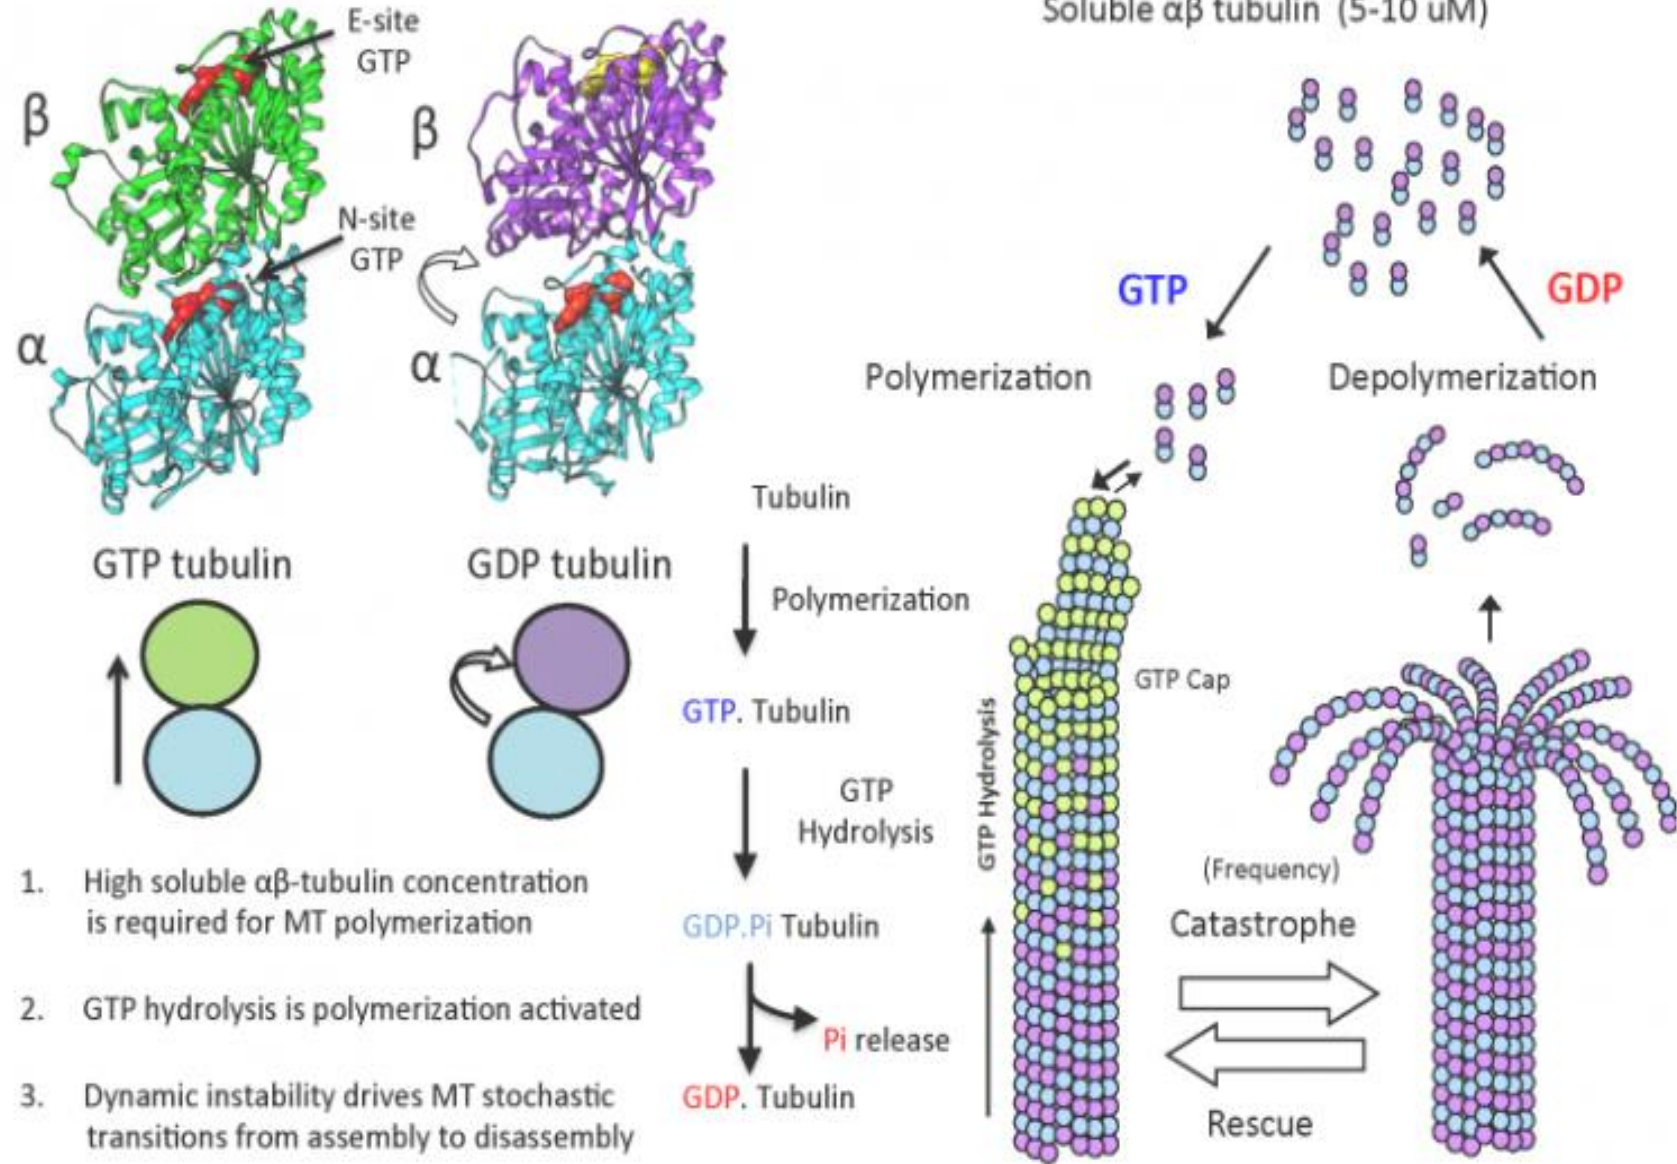 E-site
GTP
β
N-site
GTP
α
β
α
GTP tubulin
GDP tubulin
1. High soluble αβ-tubulin concentration
is required for MT polymerization
2. GTP hydrolysis is polymerization activated
3. Dynamic instability drives MT stochastic
transitions from assembly to disassembly
Tubulin
Polymerization
GTP. Tubulin
GTP
Hydrolysis
GDP.Pi Tubulin
Pi release
GDP. Tubulin
Soluble αβ tubulin (5-10 uM)
GTP
GDP
Polymerization
Depolymerization
GTP Cap
GTP Hydrolysis
(Frequency)
Catastrophe
Rescue